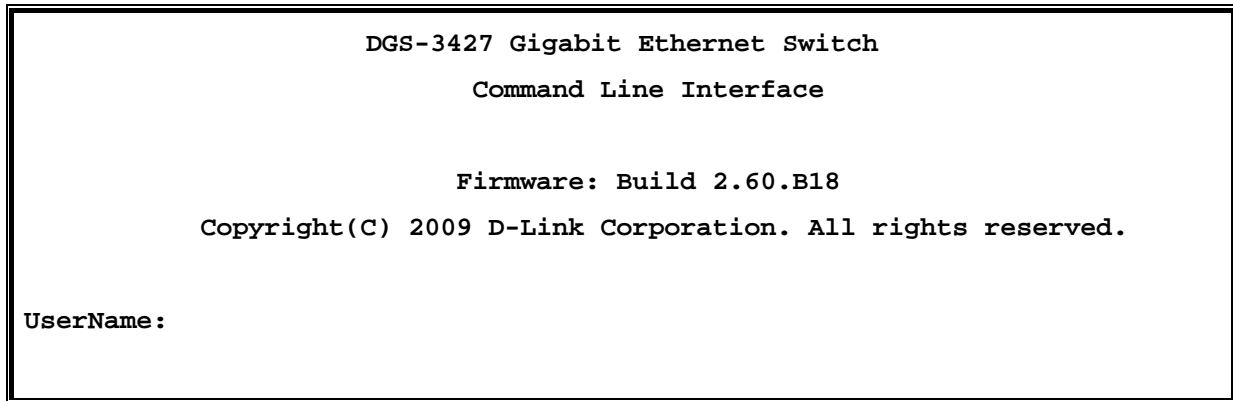 DGS-3427 Gigabit Ethernet Switch
Command Line Interface
Firmware: Build 2.60.B18
Copyright(C) 2009 D-Link Corporation. All rights reserved.
UserName: